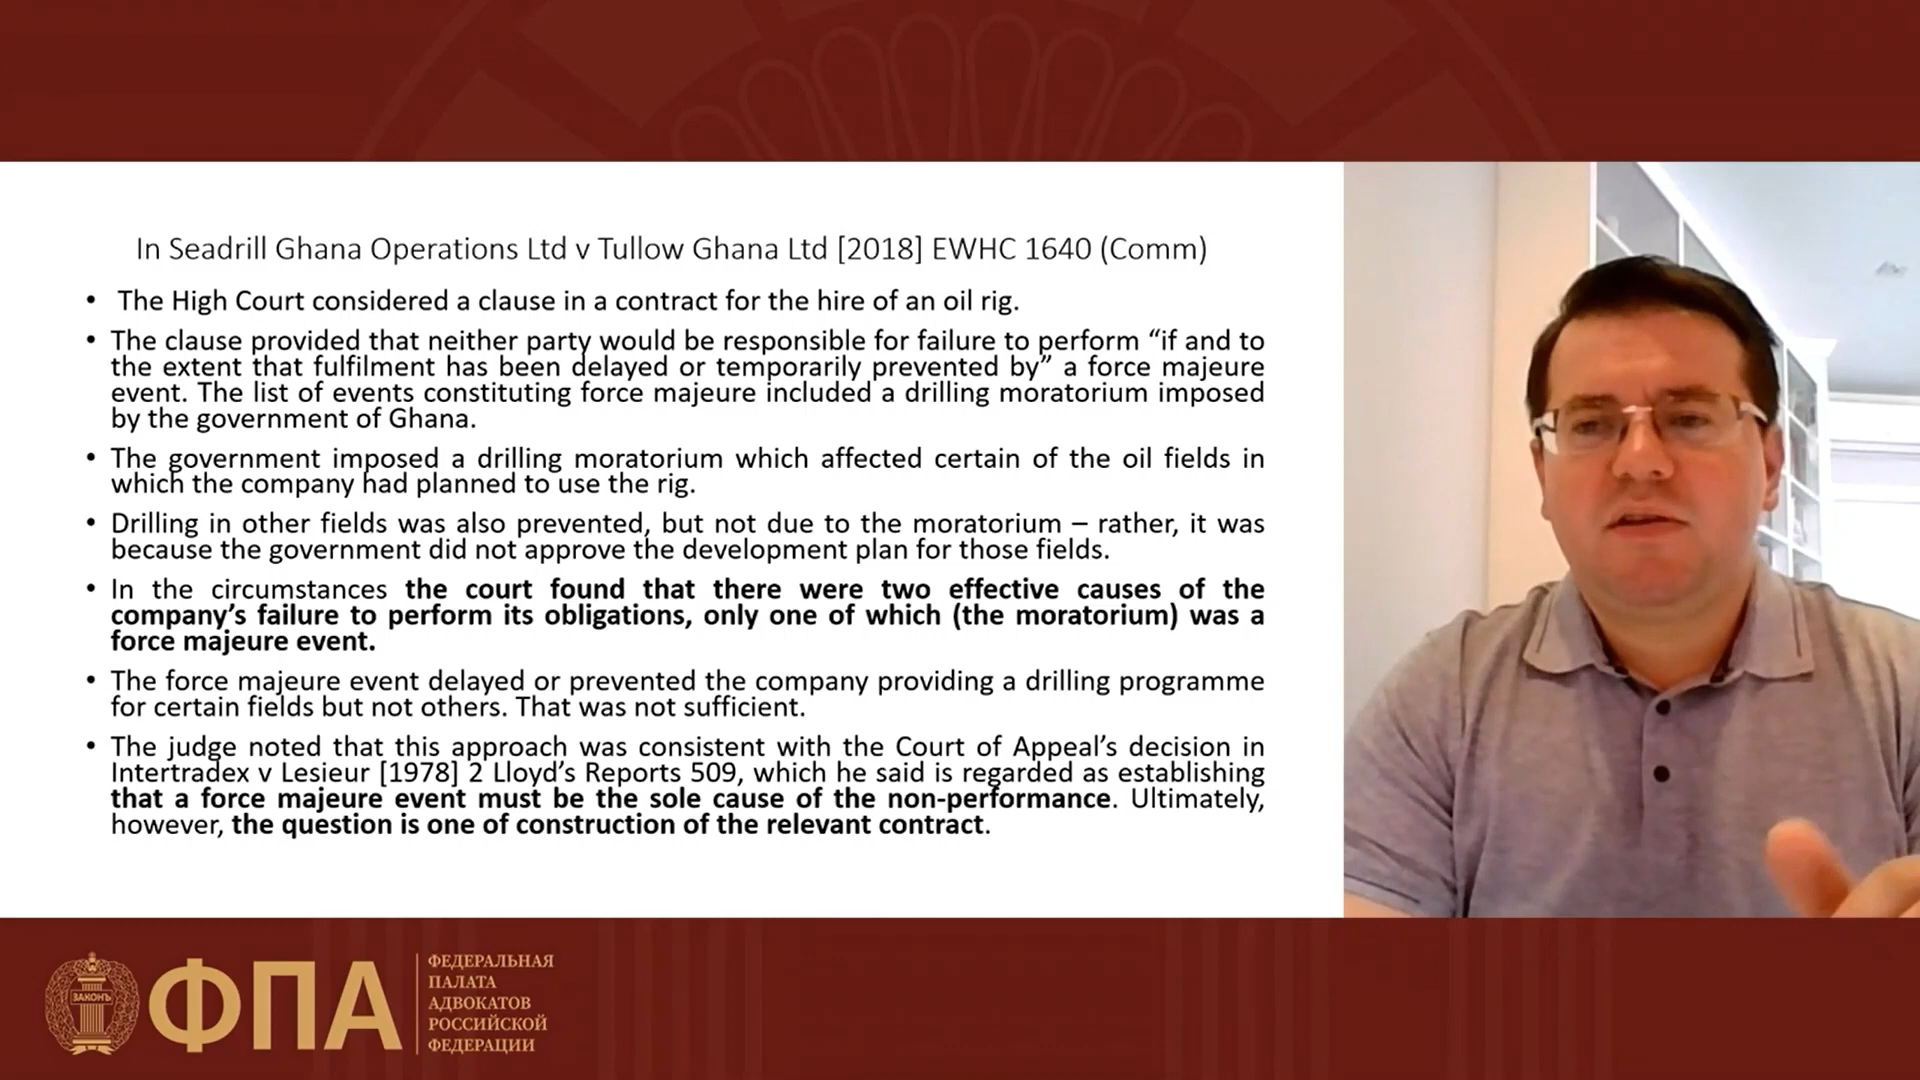 In Seadrill Ghana Operations Ltd v Tullow Ghana Ltd [2018] EWHC 1640 (Comm)
• The High Court considered a clause in a contract for the hire of an oil rig.
• The clause provided that neither party would be responsible for failure to perform “if and to
the extent that fulfilment has been delayed or temporarily prevented by” a force majeure
event. The list of events constituting force majeure included a drilling moratorium imposed
by the government of Ghana.
• The government imposed a drilling moratorium which affected certain of the oil fields in
which the company had planned to use the rig.
• Drilling in other fields was also prevented, but not due to the moratorium – rather, it was
because the government did not approve the development plan for those fields.
• In the circumstances the court found that there were two effective causes of the
company’s failure to perform its obligations, only one of which (the moratorium) was a
force majeure event.
• The force majeure event delayed or prevented the company providing a drilling programme
for certain fields but not others. That was not sufficient.
• The judge noted that this approach was consistent with the Court of Appeal’s decision in
Intertradex v Lesieur [1978] 2 Lloyd’s Reports 509, which he said is regarded as establishing
that a force majeure event must be the sole cause of the non-performance. Ultimately,
however, the question is one of construction of the relevant contract.
ЗАКОНЪ
ФПА
ФЕДЕРАЛЬНАЯ
ПАЛАТА
АДВОКАТОВ
РОССИЙСКОЙ
ФЕДЕРАЦИИ